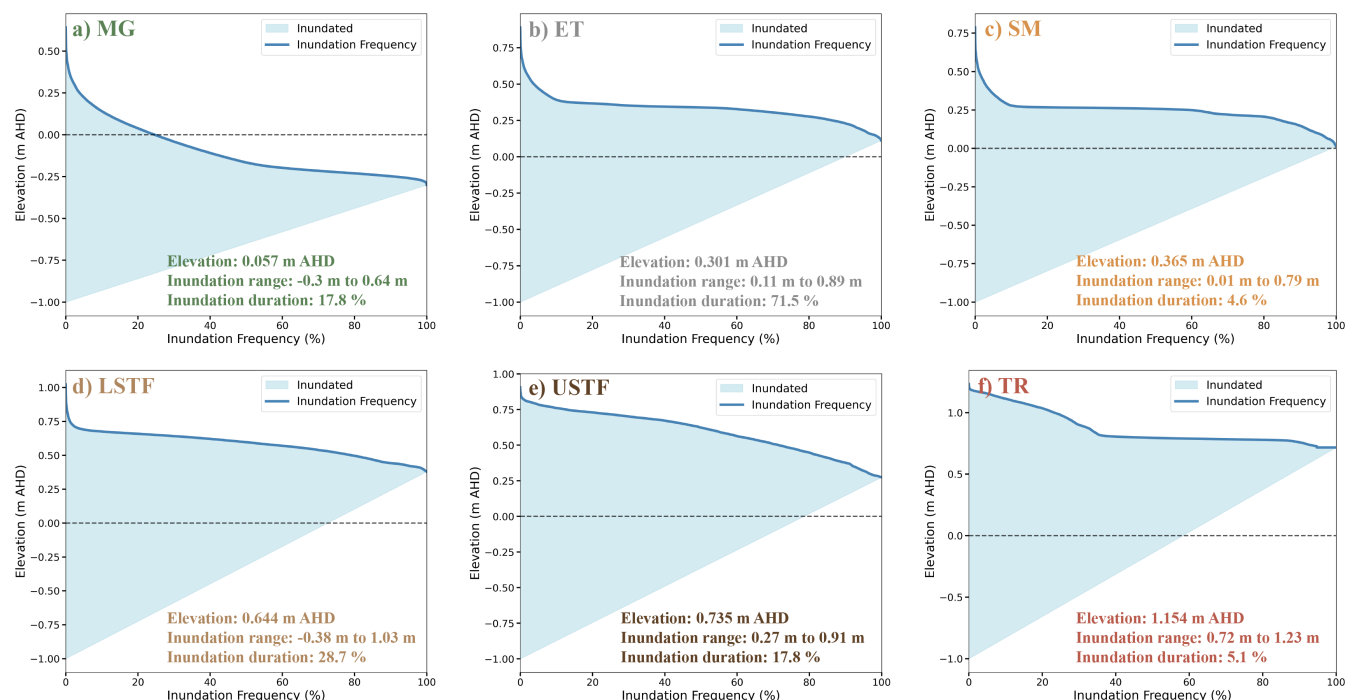 a) MG
Inundated
Inundation Frequency
0.50
0.25
0.00
−0.25
−0.50
−0.75
−1.00
Elevation (m AHD)
Elevation: 0.057 m AHD
Inundation range: -0.3 m to 0.64 m
Inundation duration: 17.8 %
0 20 40 60 80 100
Inundation Frequency (%)
b) ET
Inundated
Inundation Frequency
0.75
0.50
0.25
0.00
−0.25
−0.50
−0.75
−1.00
Elevation (m AHD)
Elevation: 0.301 m AHD
Inundation range: 0.11 m to 0.89 m
Inundation duration: 71.5 %
0 20 40 60 80 100
Inundation Frequency (%)
c) SM
Inundated
Inundation Frequency
0.75
0.50
0.25
0.00
−0.25
−0.50
−0.75
−1.00
Elevation (m AHD)
Elevation: 0.365 m AHD
Inundation range: 0.01 m to 0.79 m
Inundation duration: 4.6 %
0 20 40 60 80 100
Inundation Frequency (%)
d) LSTF
Inundated
Inundation Frequency
1.00
0.75
0.50
0.25
0.00
−0.25
−0.50
−0.75
−1.00
Elevation (m AHD)
Elevation: 0.644 m AHD
Inundation range: -0.38 m to 1.03 m
Inundation duration: 28.7 %
0 20 40 60 80 100
Inundation Frequency (%)
e) USTF
Inundated
Inundation Frequency
1.00
0.75
0.50
0.25
0.00
−0.25
−0.50
−0.75
−1.00
Elevation (m AHD)
Elevation: 0.735 m AHD
Inundation range: 0.27 m to 0.91 m
Inundation duration: 17.8 %
0 20 40 60 80 100
Inundation Frequency (%)
f) TR
Inundated
Inundation Frequency
1.0
0.5
0.0
−0.5
−1.0
Elevation (m AHD)
Elevation: 1.154 m AHD
Inundation range: 0.72 m to 1.23 m
Inundation duration: 5.1 %
0 20 40 60 80 100
Inundation Frequency (%)